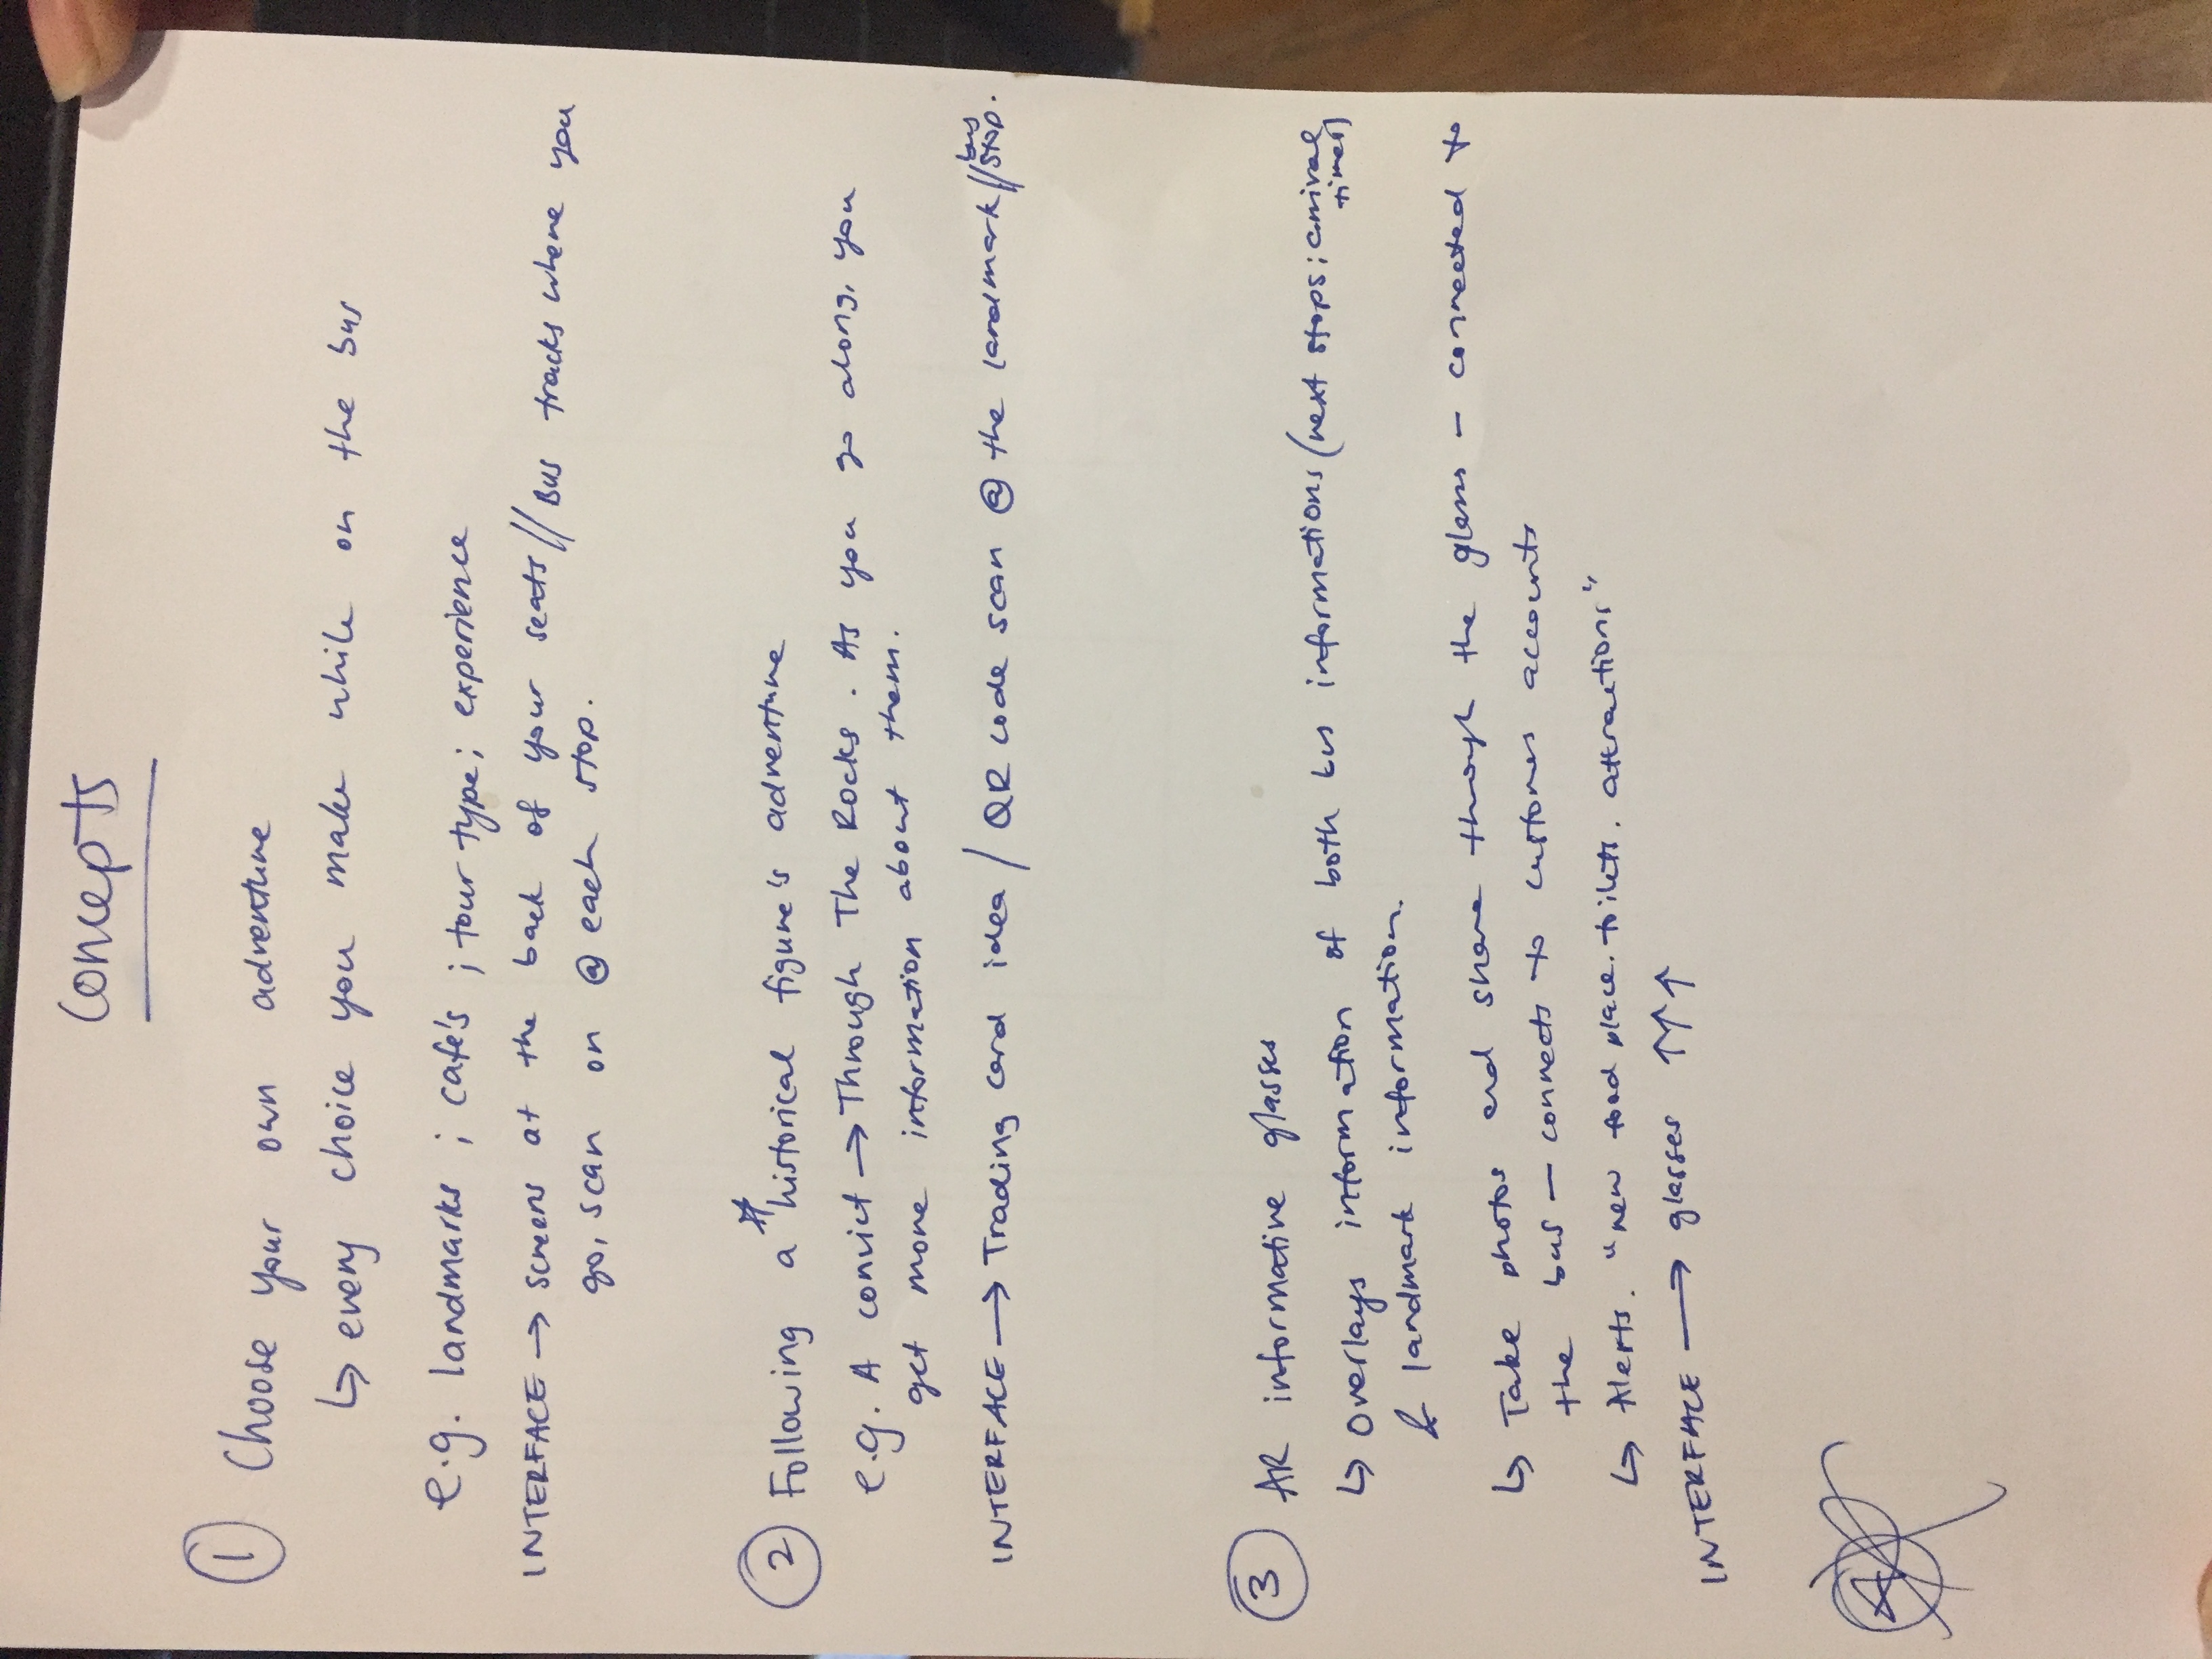 Concepts
1 Choose your own adventure
↳ every choice you make while on the bus
e.g. landmarks ; cafe's ; tour type ; experience
INTERFACE → screens at the back of your seats // Bus tracks where you
go, scan on @ each stop.
2 Following a historical figure's adventure
e.g. A convict → Through The Rocks. As you go along, you
get more information about them.
INTERFACE → Trading card idea / QR code scan @ the landmark // bus stop.
3 AR informative glasses
↳ Overlays information of both bus informations (next stops ; arrival times)
& landmark information.
↳ Take photos and share through the glass – connected to
the bus – connects to customer accounts
↳ Alerts. "new food place. toilets. attractions"
INTERFACE → glasses ↑↑↑